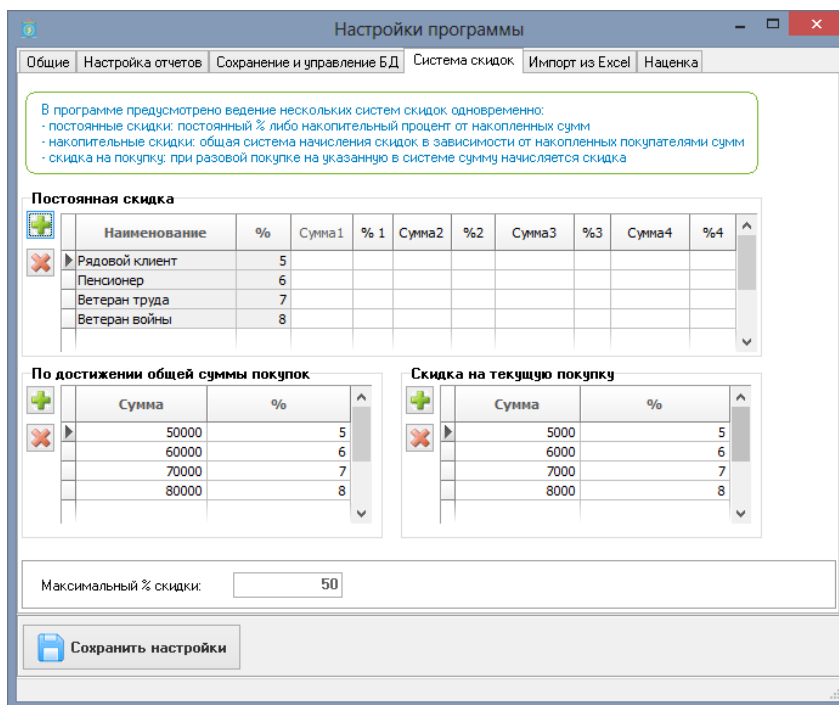 Настройки программы
Общие Настройка отчетов Сохранение и управление БД Система скидок Импорт из Excel Наценка
В программе предусмотрено ведение нескольких систем скидок одновременно:
- постоянные скидки: постоянный % либо накопительный процент от накопленных сумм
- накопительные скидки: общая система начисления скидок в зависимости от накопленных покупателями сумм
- скидка на покупку: при разовой покупке на указанную в системе сумму начисляется скидка
Постоянная скидка
Наименование % Сумма1 % 1 Сумма2 %2 Сумма3 %3 Сумма4 %4
Рядовой клиент 5
Пенсионер 6
Ветеран труда 7
Ветеран войны 8
По достижении общей суммы покупок
Сумма %
50000 5
60000 6
70000 7
80000 8
Скидка на текущую покупку
Сумма %
5000 5
6000 6
7000 7
8000 8
Максимальный % скидки: 50
Сохранить настройки